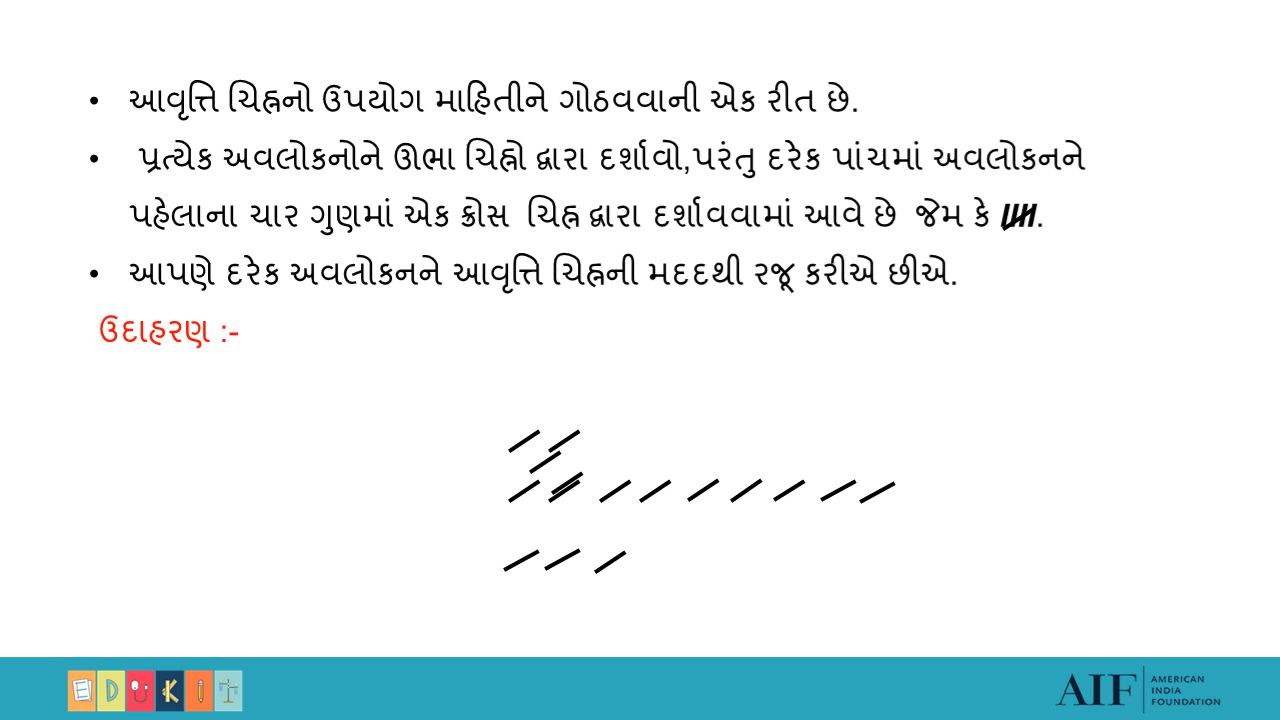 • આવૃત્તિ ચિહ્નનો ઉપયોગ માહિતીને ગોઠવવાની એક રીત છે.
• પ્રત્યેક અવલોકનોને ઊભા ચિહ્નો દ્વારા દર્શાવો,પરંતુ દરેક પાંચમાં અવલોકનને
પહેલાના ચાર ગુણમાં એક ક્રોસ ચિહ્ન દ્વારા દર્શાવવામાં આવે છે જેમ કે .
• આપણે દરેક અવલોકનને આવૃત્તિ ચિહ્નની મદદથી રજૂ કરીએ છીએ.
ઉદાહરણ :-
EDUKIT
AIF AMERICAN
INDIA
FOUNDATION